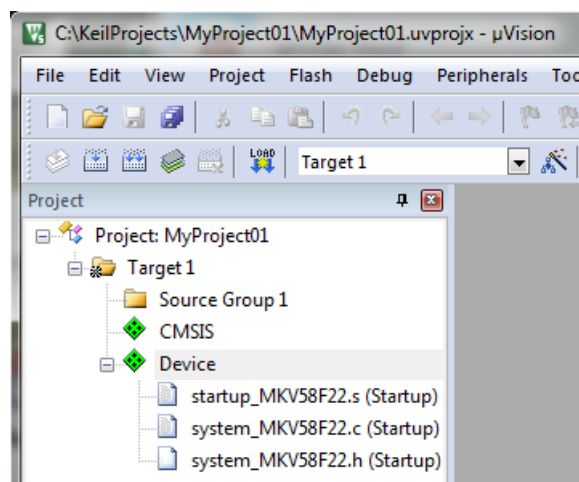 C:\KeilProjects\MyProject01\MyProject01.uvprojx - µVision
File Edit View Project Flash Debug Peripherals Too
LOAD Target 1
Project
Project: MyProject01
Target 1
Source Group 1
CMSIS
Device
startup_MKV58F22.s (Startup)
system_MKV58F22.c (Startup)
system_MKV58F22.h (Startup)